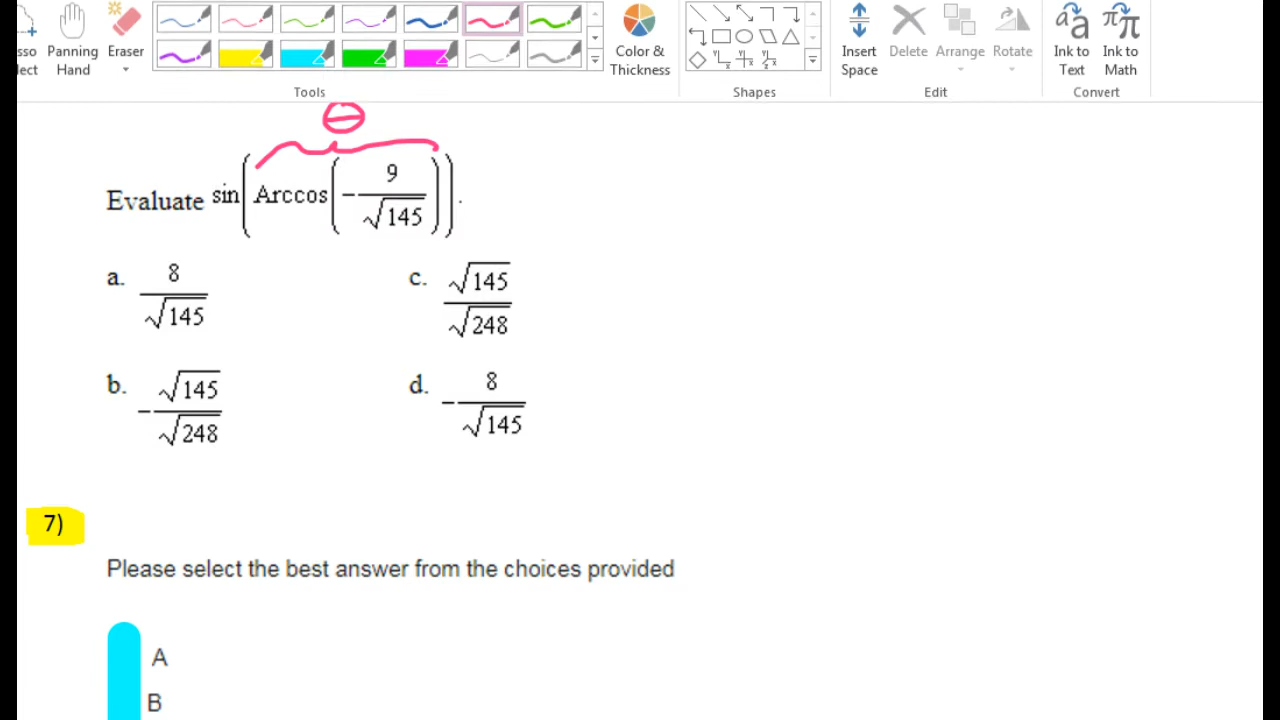 sso
Panning
Eraser
Color &
Insert
Delete
Arrange
Rotate
Ink to
Ink to
lect
Hand
Thickness
Space
Text
Math
Tools
Shapes
Edit
Convert
θ
Evaluate sin(Arccos(-9/√145)).
a. 8/√145
c. √145/√248
b. -√145/√248
d. -8/√145
7)
Please select the best answer from the choices provided
A
B